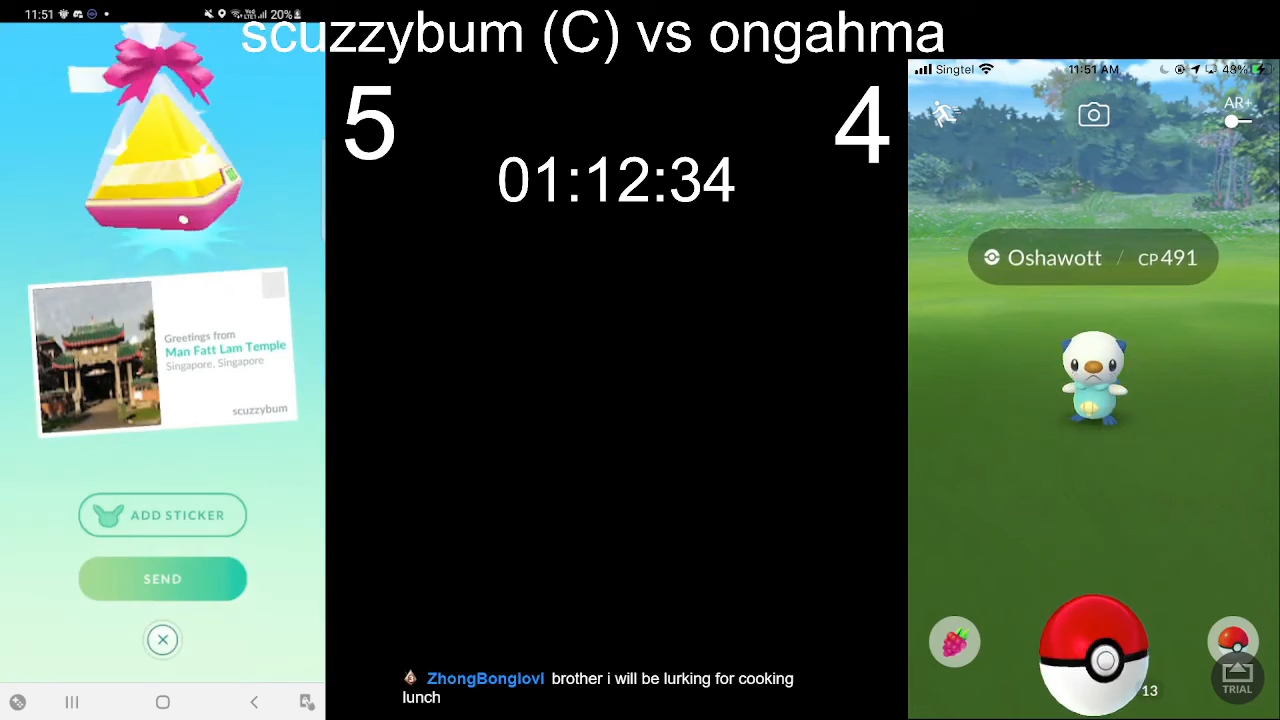 scuzzybum (C) vs ongahma
5
4
01:12:34
11:51
20%
Greetings from
Man Fatt Lam Temple
Singapore, Singapore
scuzzybum
ADD STICKER
SEND
Singtel
11:51 AM
43%
AR+
Oshawott / CP491
13
TRIAL
ZhongBonglovl brother i will be lurking for cooking
lunch